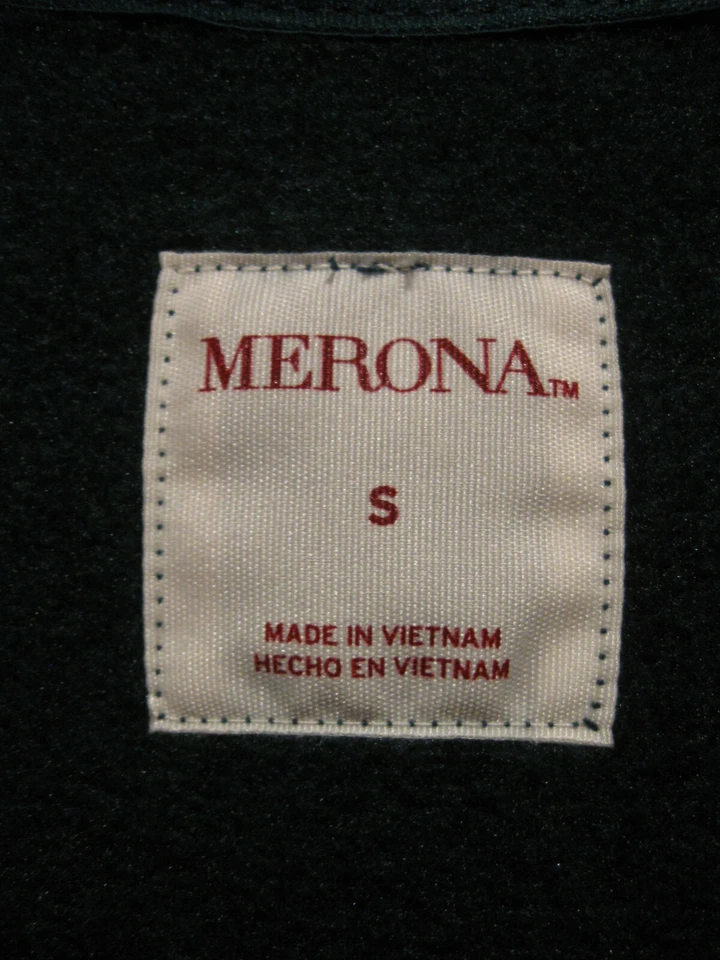 MERONA™
S
MADE IN VIETNAM
HECHO EN VIETNAM